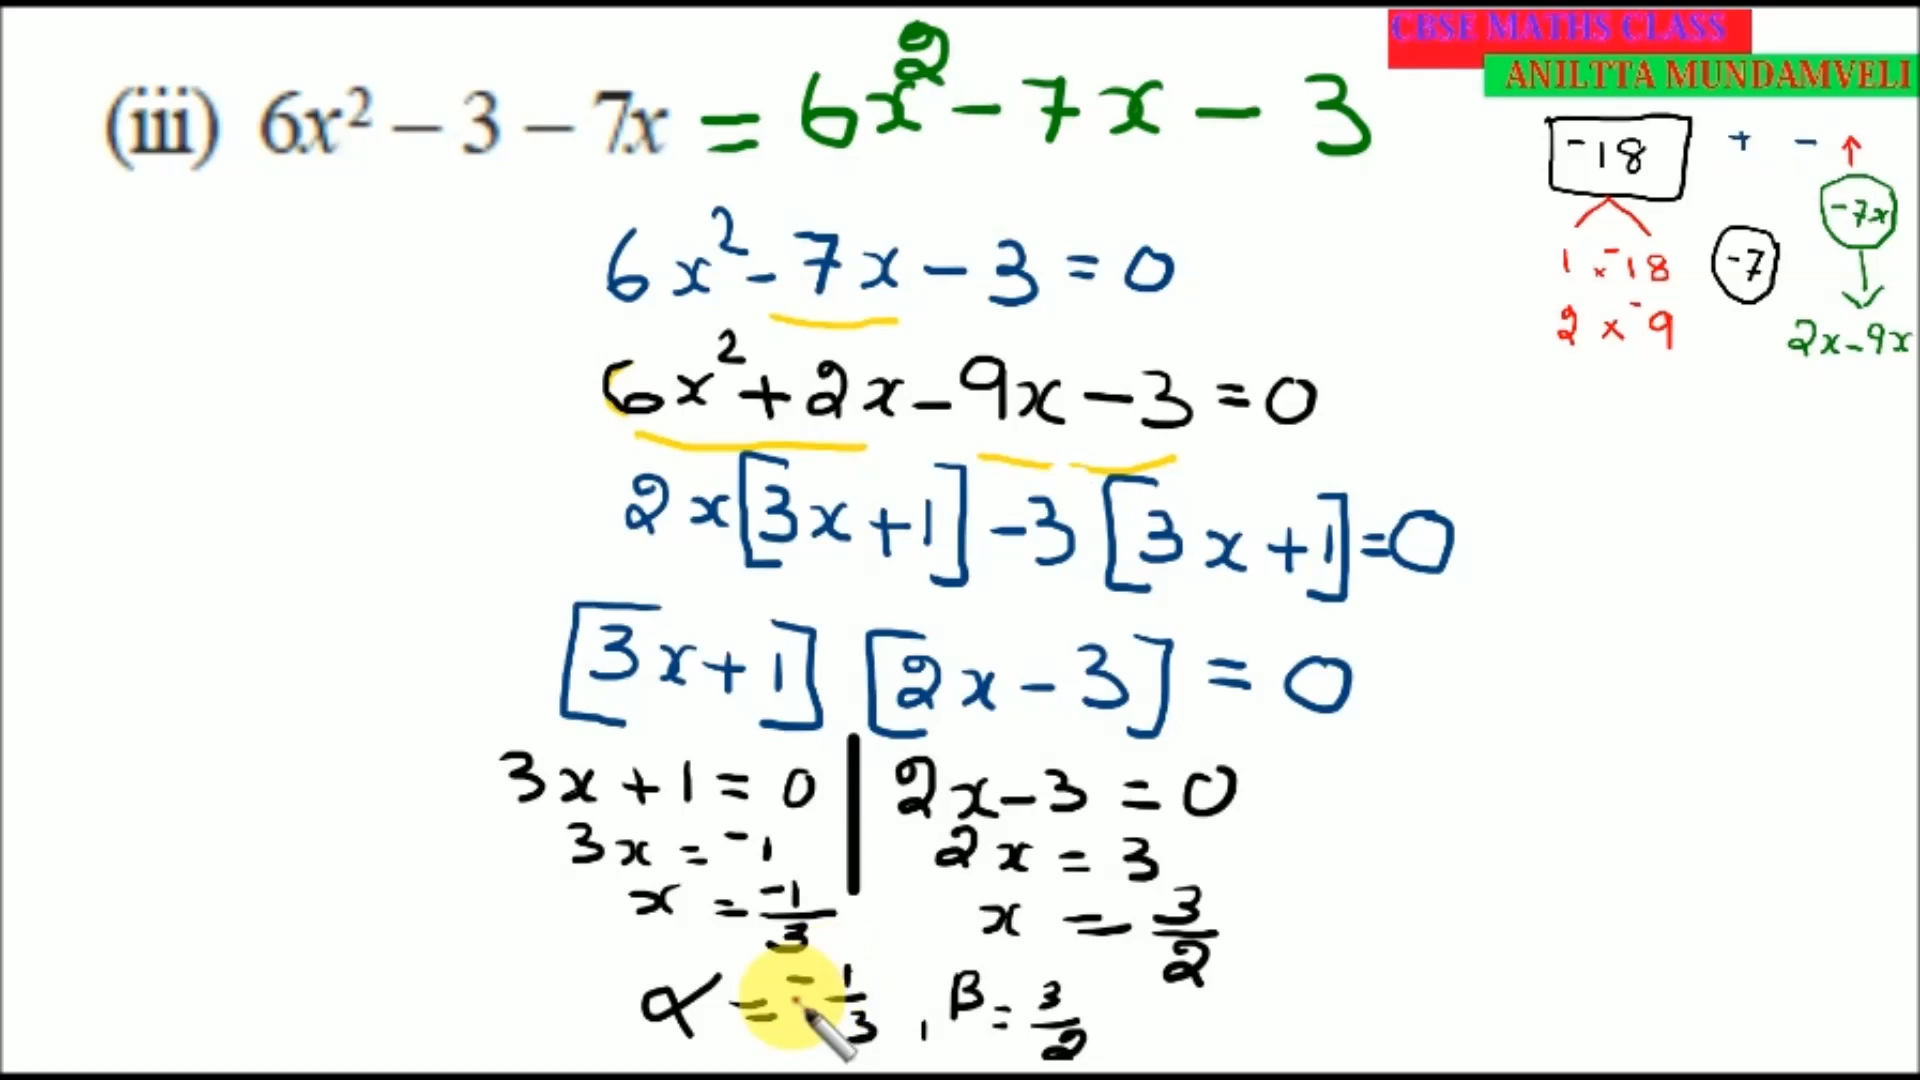 CBSE MATHS CLASS
ANILTTA MUNDAMVELI
(iii) 6x² – 3 – 7x = 6x² – 7x – 3
-18 + - ↑
-7x
1 × -18 -7
2 × -9 2x-9x
6x² - 7x - 3 = 0
6x² + 2x - 9x - 3 = 0
2x[3x+1] -3[3x+1]=0
[3x+1] [2x-3] = 0
3x+1 = 0 | 2x-3 = 0
3x = -1 2x = 3
x = -1/3 x = 3/2
α = -1/3 , β = 3/2